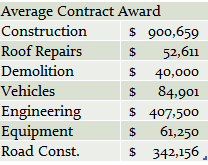 Average Contract Award
Construction $ 900,659
Roof Repairs $ 52,611
Demolition $ 40,000
Vehicles $ 84,901
Engineering $ 407,500
Equipment $ 61,250
Road Const. $ 342,156